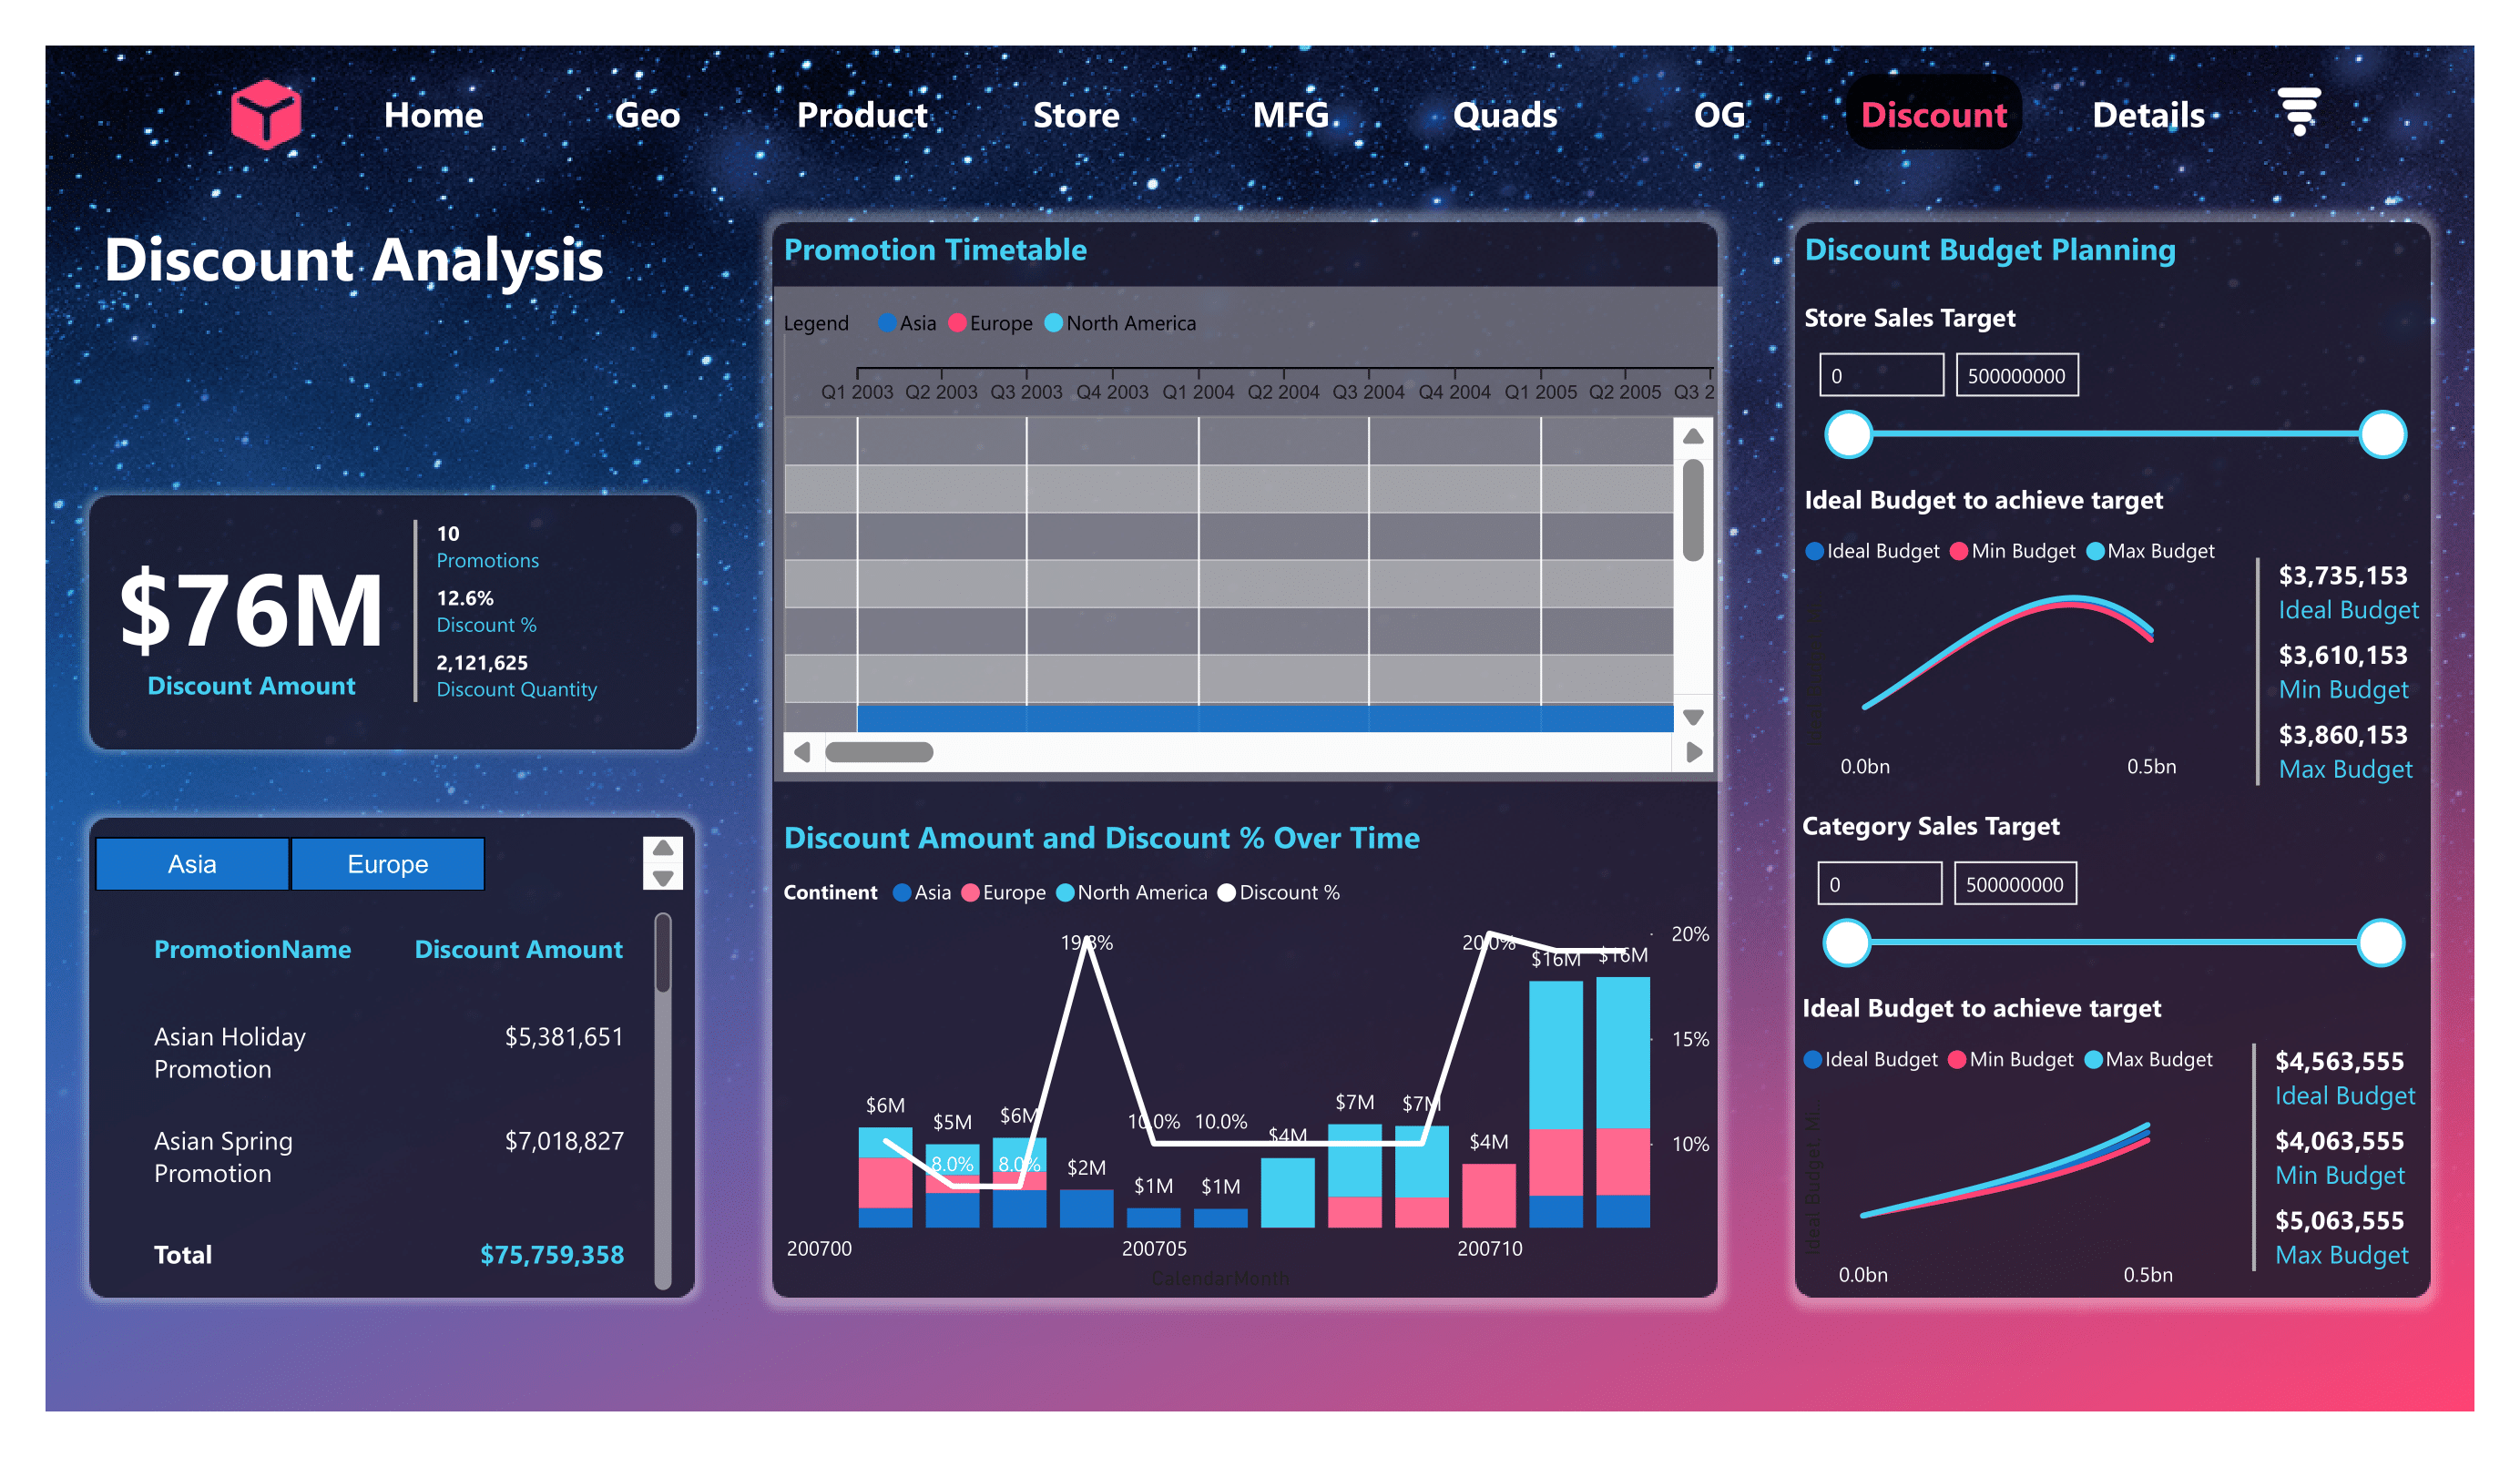 Home Geo Product Store MFG Quads OG Discount Details
Discount Analysis
$76M
Discount Amount
10
Promotions
12.6%
Discount %
2,121,625
Discount Quantity
Asia Europe
PromotionName Discount Amount
Asian Holiday $5,381,651
Promotion
Asian Spring $7,018,827
Promotion
Total $75,759,358
Promotion Timetable
Legend Asia Europe North America
Q1 2003 Q2 2003 Q3 2003 Q4 2003 Q1 2004 Q2 2004 Q3 2004 Q4 2004 Q1 2005 Q2 2005 Q3 2
Discount Amount and Discount % Over Time
Continent Asia Europe North America Discount %
19.3% 20.0% 20%
$16M $16M
15%
$6M $5M $6M 10.0% 10.0% $7M $7M
$4M $4M 10%
8.0% 8.0% $2M $1M $1M
200700 200705 200710
CalendarMonth
Discount Budget Planning
Store Sales Target
0 500000000
Ideal Budget to achieve target
Ideal Budget Min Budget Max Budget
$3,735,153
Ideal Budget
$3,610,153
Min Budget
$3,860,153
Max Budget
0.0bn 0.5bn
Category Sales Target
0 500000000
Ideal Budget to achieve target
Ideal Budget Min Budget Max Budget
Ideal Budget, Mi...
$4,563,555
Ideal Budget
$4,063,555
Min Budget
$5,063,555
Max Budget
0.0bn 0.5bn